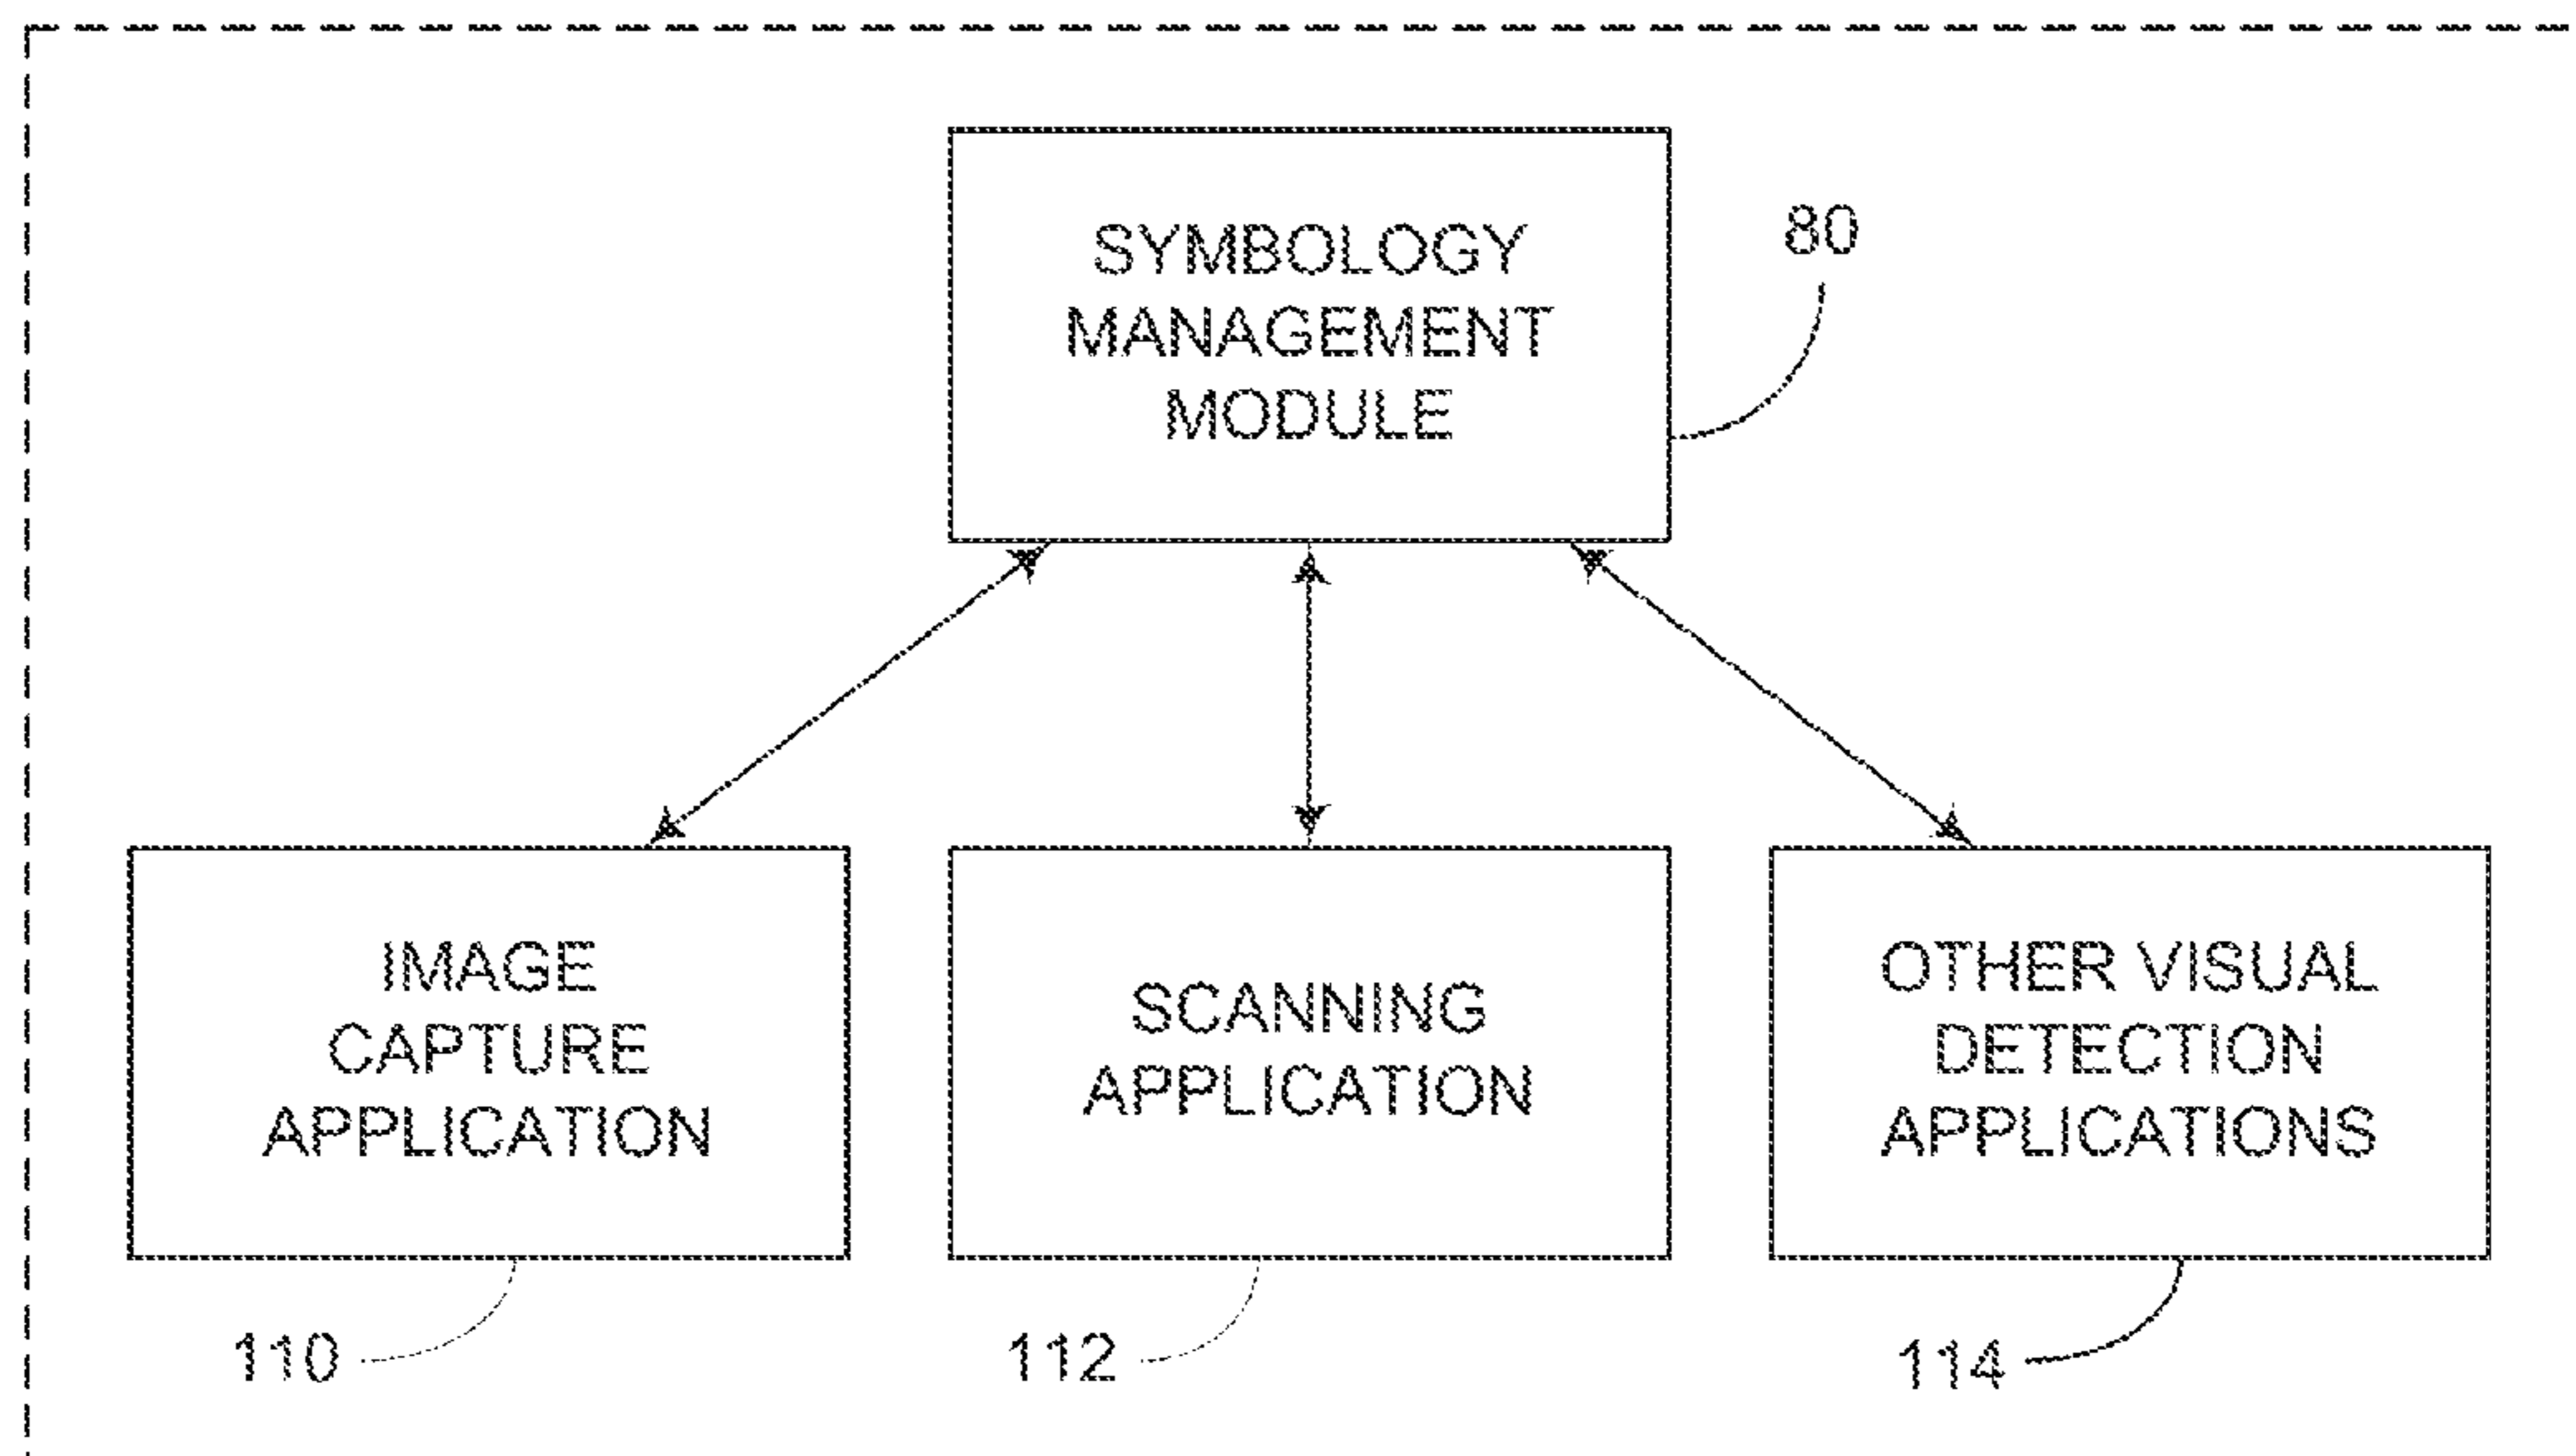 SYMBOLOGY
MANAGEMENT
MODULE
80
IMAGE
CAPTURE
APPLICATION
SCANNING
APPLICATION
OTHER VISUAL
DETECTION
APPLICATIONS
110
112
114